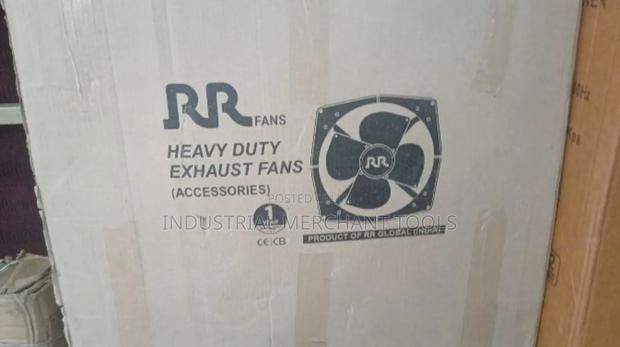 RR FANS
HEAVY DUTY
EXHAUST FANS
(ACCESSORIES)
RR
1
CE CB
PRODUCT OF RR GLOBAL (INDIA)
POSTED
INDUSTRIAL MERCHANT TOOLS